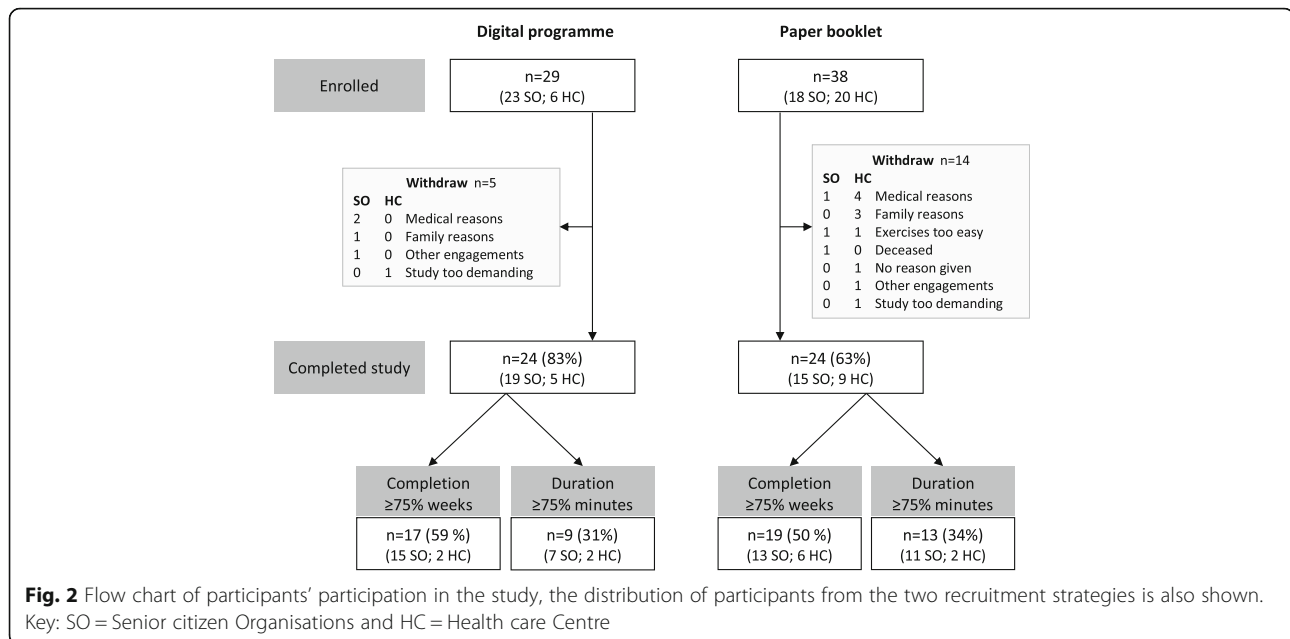 Digital programme
Paper booklet
Enrolled
n=29
(23 SO; 6 HC)
n=38
(18 SO; 20 HC)
Withdraw n=5
SO HC
2 0 Medical reasons
1 0 Family reasons
1 0 Other engagements
0 1 Study too demanding
Withdraw n=14
SO HC
1 4 Medical reasons
0 3 Family reasons
1 1 Exercises too easy
1 0 Deceased
0 1 No reason given
0 1 Other engagements
0 1 Study too demanding
Completed study
n=24 (83%)
(19 SO; 5 HC)
n=24 (63%)
(15 SO; 9 HC)
Completion
≥75% weeks
n=17 (59 %)
(15 SO; 2 HC)
Duration
≥75% minutes
n=9 (31%)
(7 SO; 2 HC)
Completion
≥75% weeks
n=19 (50 %)
(13 SO; 6 HC)
Duration
≥75% minutes
n=13 (34%)
(11 SO; 2 HC)
Fig. 2 Flow chart of participants’ participation in the study, the distribution of participants from the two recruitment strategies is also shown.
Key: SO = Senior citizen Organisations and HC = Health care Centre